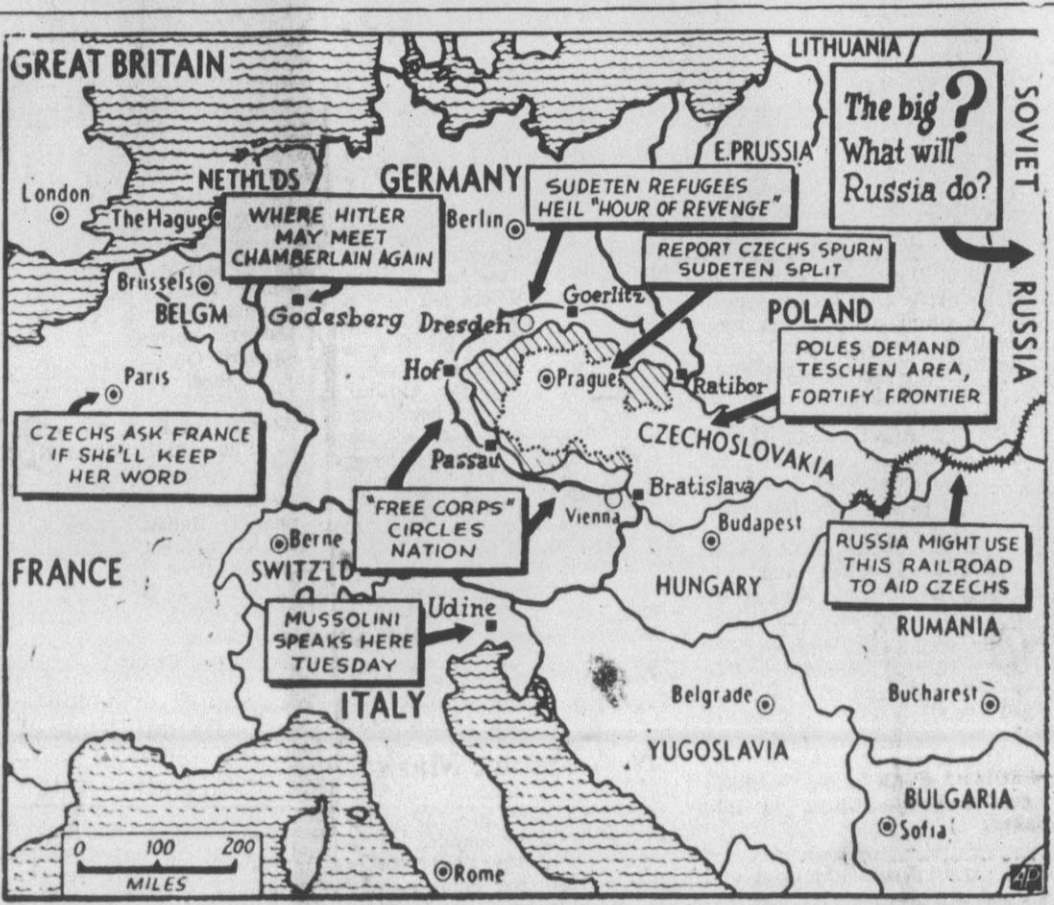 GREAT BRITAIN
LITHUANIA
SOVIET RUSSIA
The big ?
What will
Russia do?
E. PRUSSIA
NETHL'DS
GERMANY
SUDETEN REFUGEES
HEIL "HOUR OF REVENGE"
London
The Hague
WHERE HITLER
MAY MEET
CHAMBERLAIN AGAIN
Berlin
REPORT CZECHS SPURN
SUDETEN SPLIT
Brussels
BELGM
Godesberg
Goerlitz
Dresden
POLAND
POLES DEMAND
TESCHEN AREA,
FORTIFY FRONTIER
Paris
Hof
Prague
Ratibor
CZECHS ASK FRANCE
IF SHE'LL KEEP
HER WORD
Passau
CZECHOSLOVAKIA
"FREE CORPS"
CIRCLES
NATION
Vienna
Bratislava
Budapest
RUSSIA MIGHT USE
THIS RAILROAD
TO AID CZECHS
Berne
SWITZLD
FRANCE
HUNGARY
RUMANIA
MUSSOLINI
SPEAKS HERE
TUESDAY
Udine
ITALY
Belgrade
Bucharest
YUGOSLAVIA
BULGARIA
Sofia
0 100 200
MILES
Rome
AP